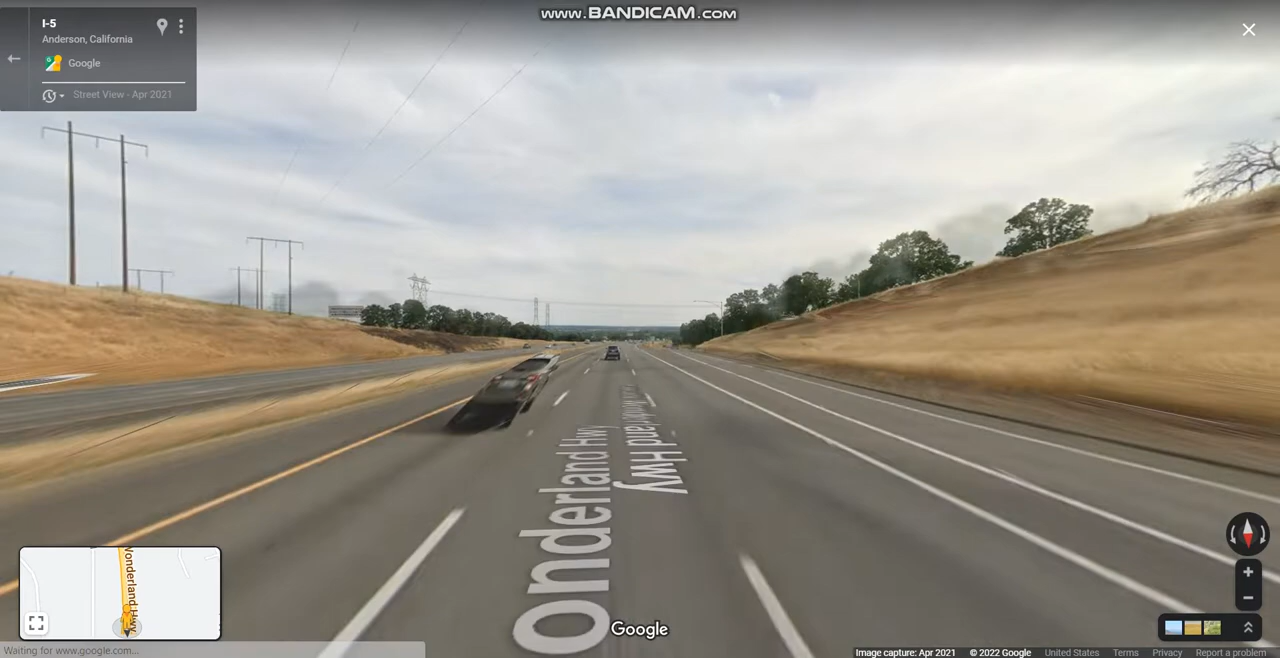 www.BANDICAM.com
I-5
Anderson, California
Google
Street View - Apr 2021
onderland Hwy
Hwy
Wonderland Hwy
Google
Waiting for www.google.com...
Image capture: Apr 2021 © 2022 Google United States Terms Privacy Report a problem